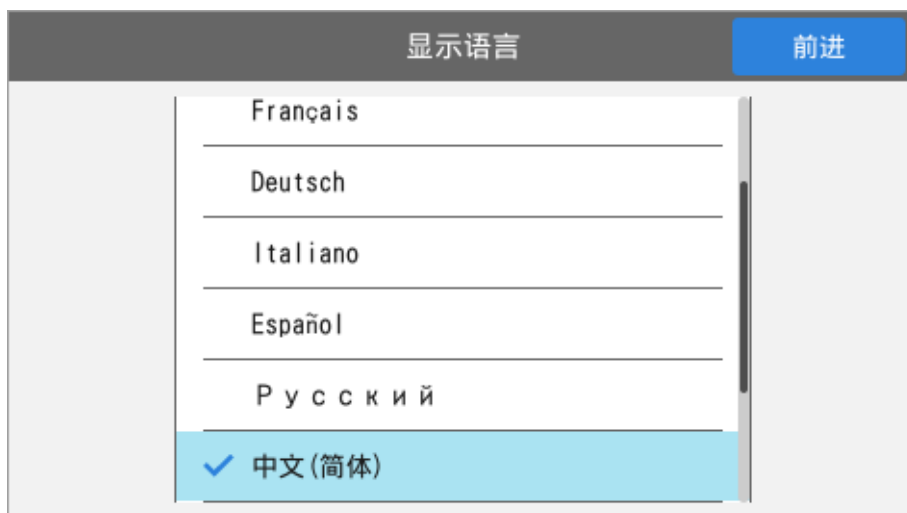 显示语言
前进
Français
Deutsch
Italiano
Español
Русский
中文(简体)